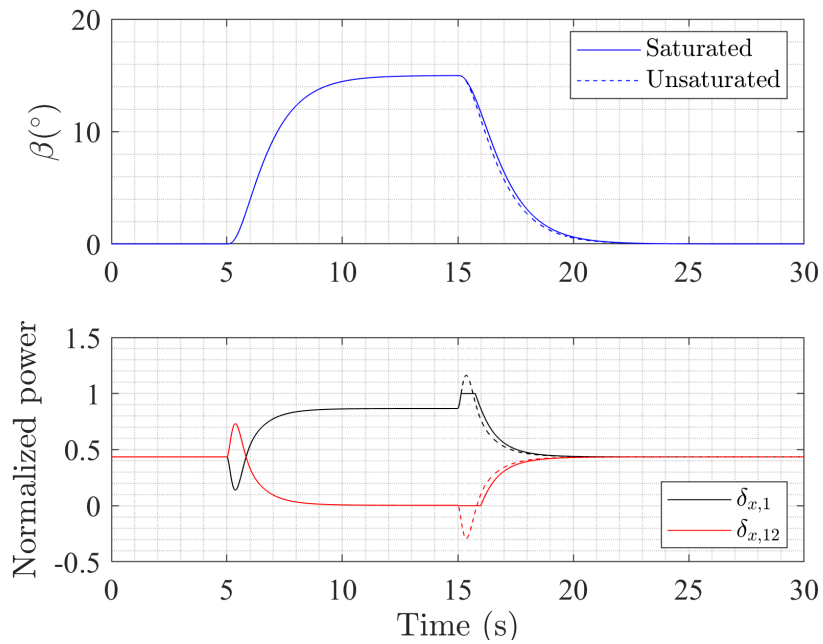 20
10
0
β(°)
Saturated
Unsaturated
0 5 10 15 20 25 30
1.5
1
0.5
0
-0.5
Normalized power
δx,1
δx,12
0 5 10 15 20 25 30
Time (s)